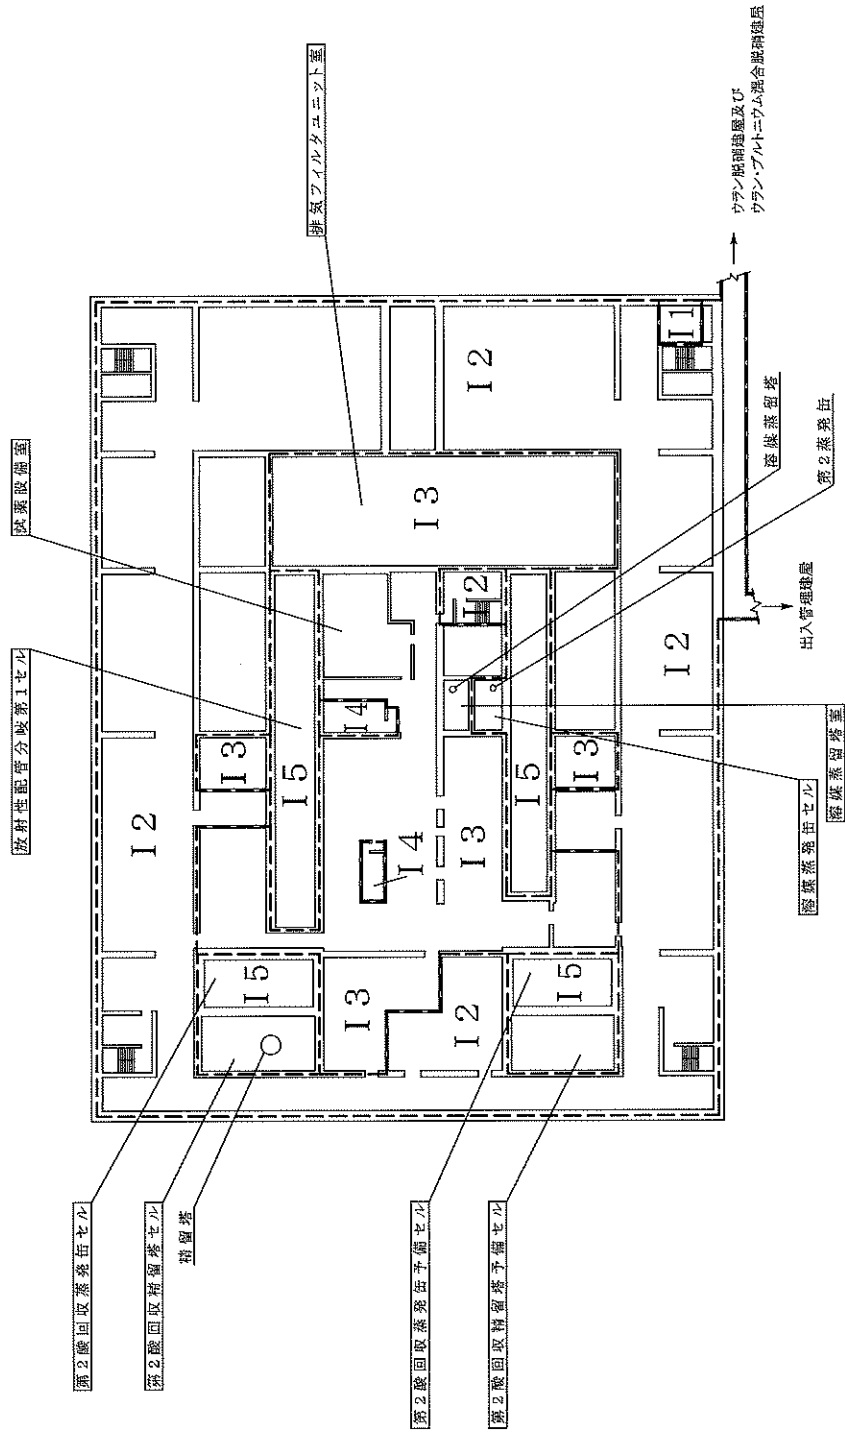 排気フィルタユニット室
ウラン脱硝建屋及び
ウラン・プルトニウム混合脱硝建屋
試薬設備室
溶媒蒸留塔
第2蒸発缶
出入管理建屋
放射性配管分岐第1セル
溶媒蒸留塔室
溶媒蒸発缶セル
I2
I2
I1
I3
I2
I2
I4
I3
I5
I5
I3
I2
I4
I3
I5
I3
I2
I5
第2酸回収蒸発缶セル
第2酸回収精留塔セル
精留塔
第2酸回収蒸発缶予備セル
第2酸回収精留塔予備セル